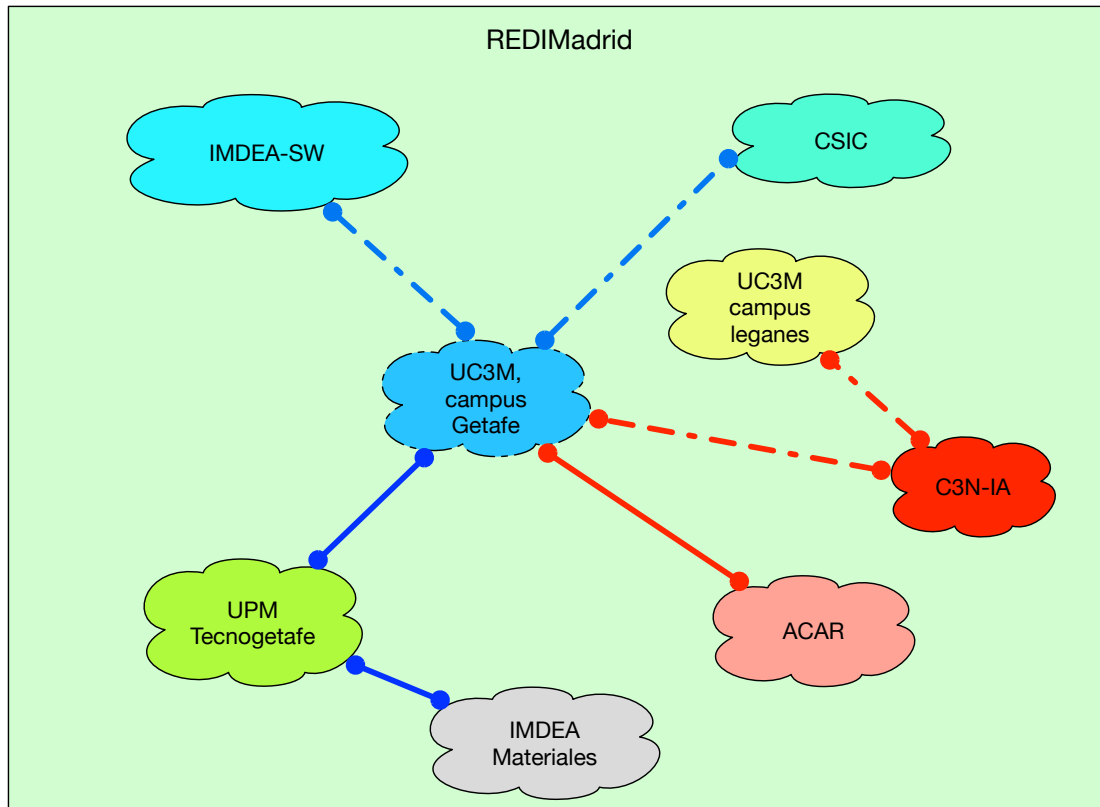 REDIMadrid
IMDEA-SW
CSIC
UC3M
campus
leganes
UC3M,
campus
Getafe
C3N-IA
UPM
Tecnogetafe
ACAR
IMDEA
Materiales